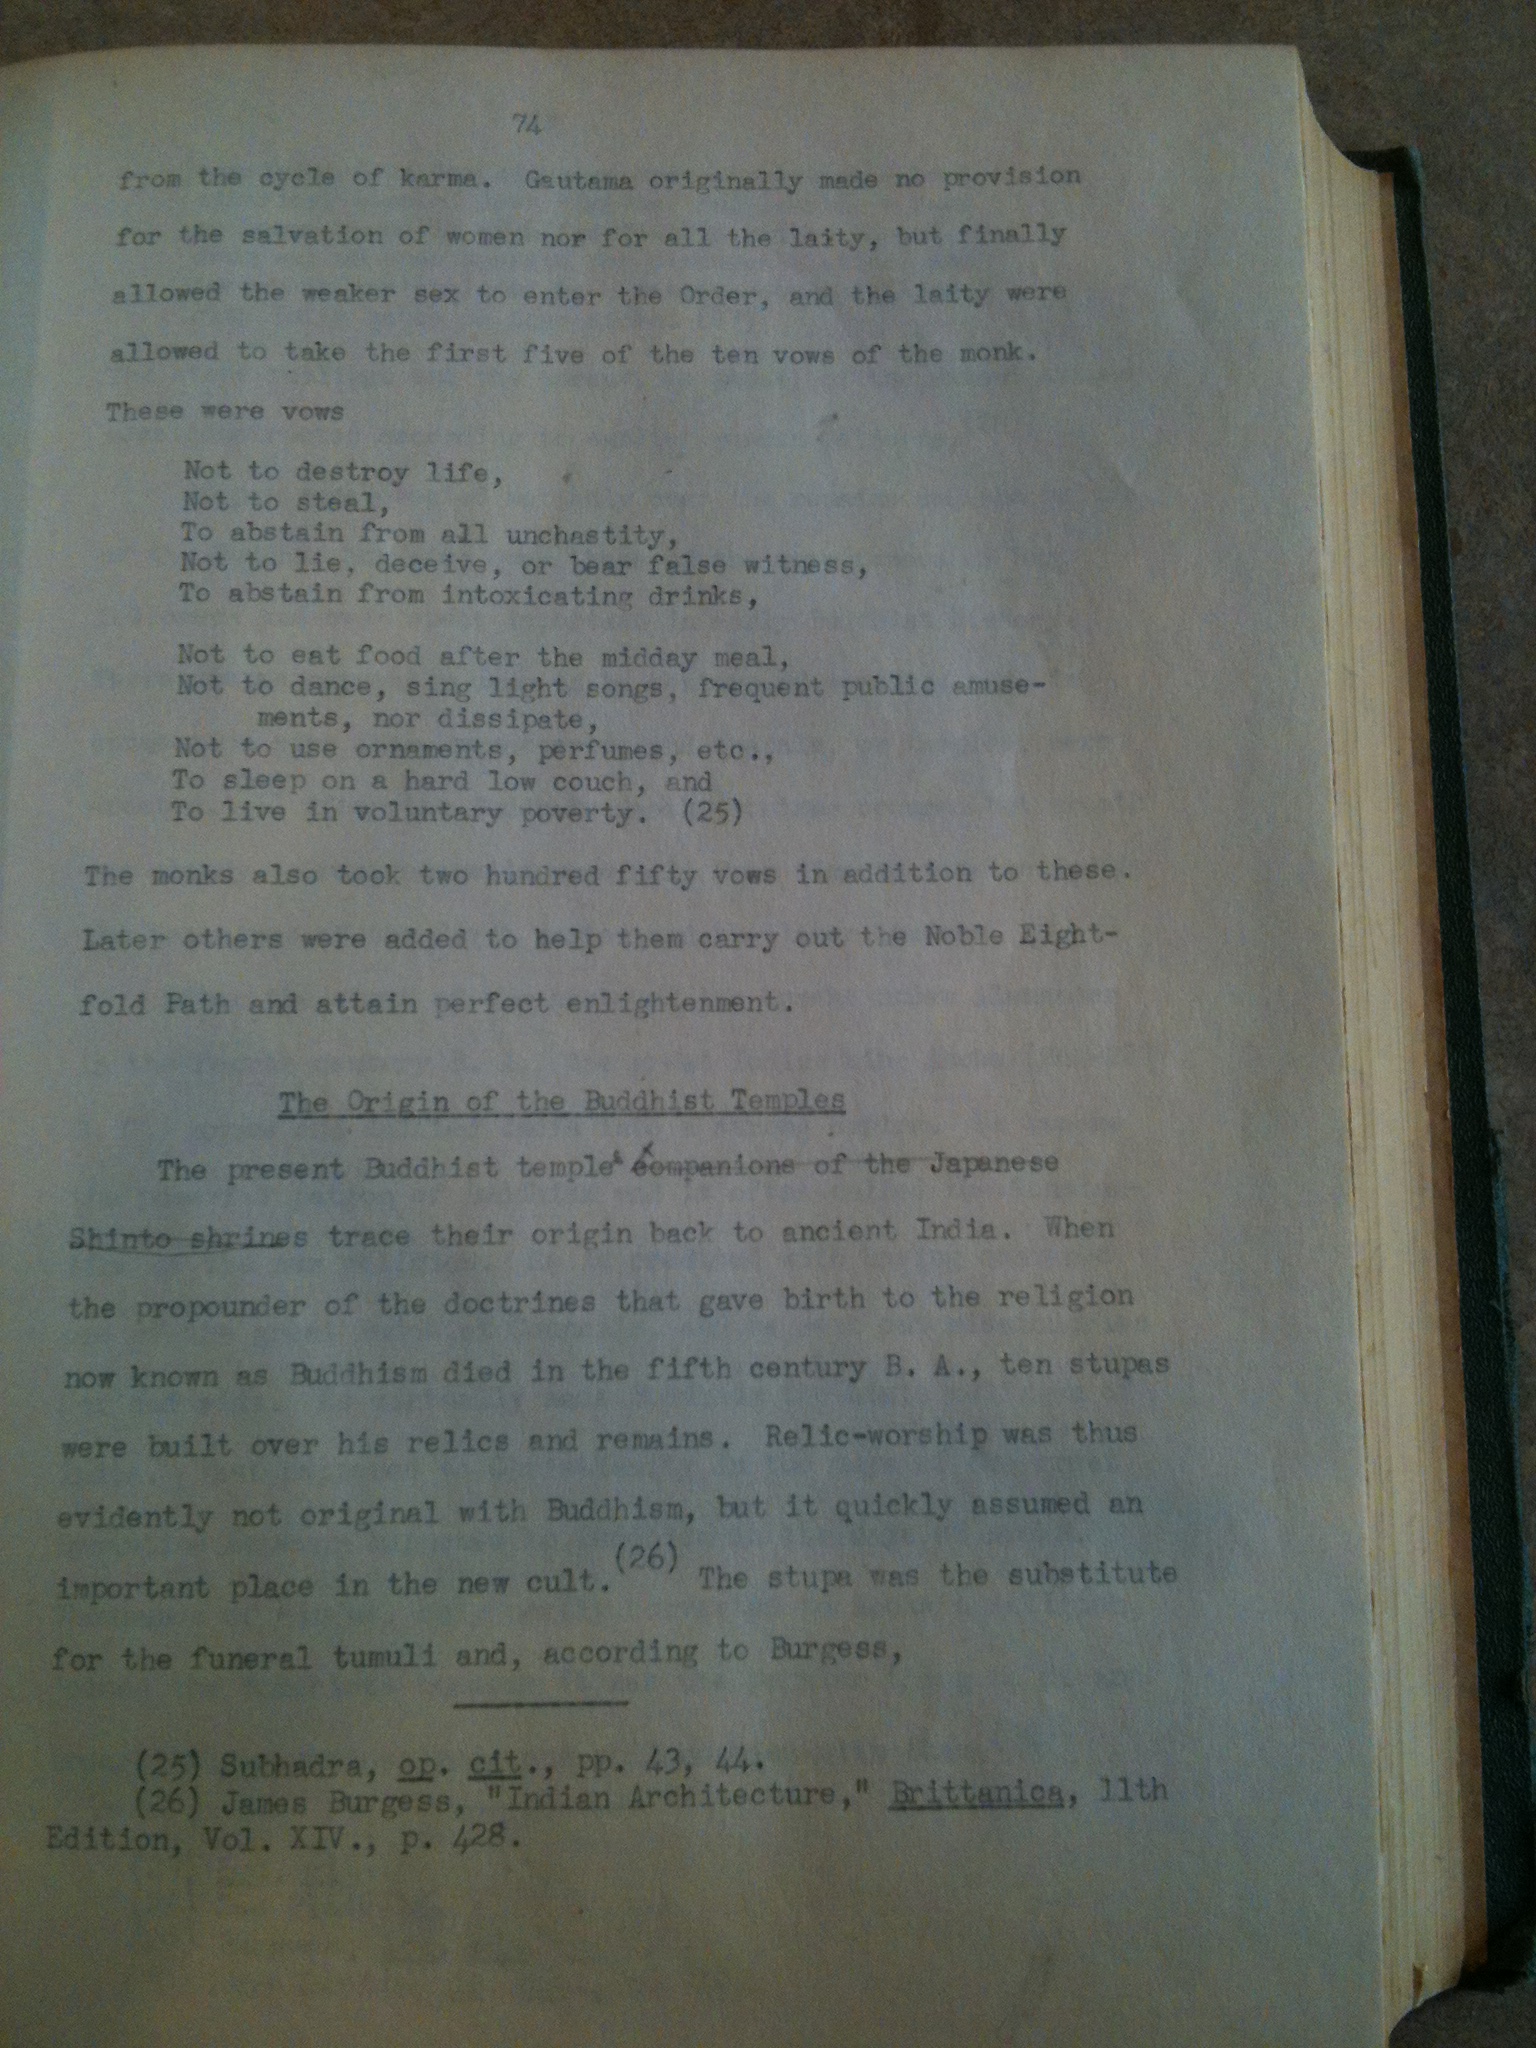 74
from the cycle of karma. Gautama originally made no provision
for the salvation of women nor for all the laity, but finally
allowed the weaker sex to enter the Order, and the laity were
allowed to take the first five of the ten vows of the monk.
These were vows
Not to destroy life,
Not to steal,
To abstain from all unchastity,
Not to lie, deceive, or bear false witness,
To abstain from intoxicating drinks,
Not to eat food after the midday meal,
Not to dance, sing light songs, frequent public amuse-
ments, nor dissipate,
Not to use ornaments, perfumes, etc.,
To sleep on a hard low couch, and
To live in voluntary poverty. (25)
The monks also took two hundred fifty vows in addition to these.
Later others were added to help them carry out the Noble Eight-
fold Path and attain perfect enlightenment.
The Origin of the Buddhist Temples
The present Buddhist temples companions of the Japanese
Shinto shrines trace their origin back to ancient India. When
the propounder of the doctrines that gave birth to the religion
now known as Buddhism died in the fifth century B. A., ten stupas
were built over his relics and remains. Relic-worship was thus
evidently not original with Buddhism, but it quickly assumed an
important place in the new cult.(26) The stupa was the substitute
for the funeral tumuli and, according to Burgess,
(25) Subhadra, op. cit., pp. 43, 44.
(26) James Burgess, "Indian Architecture," Brittanica, 11th
Edition, Vol. XIV., p. 428.